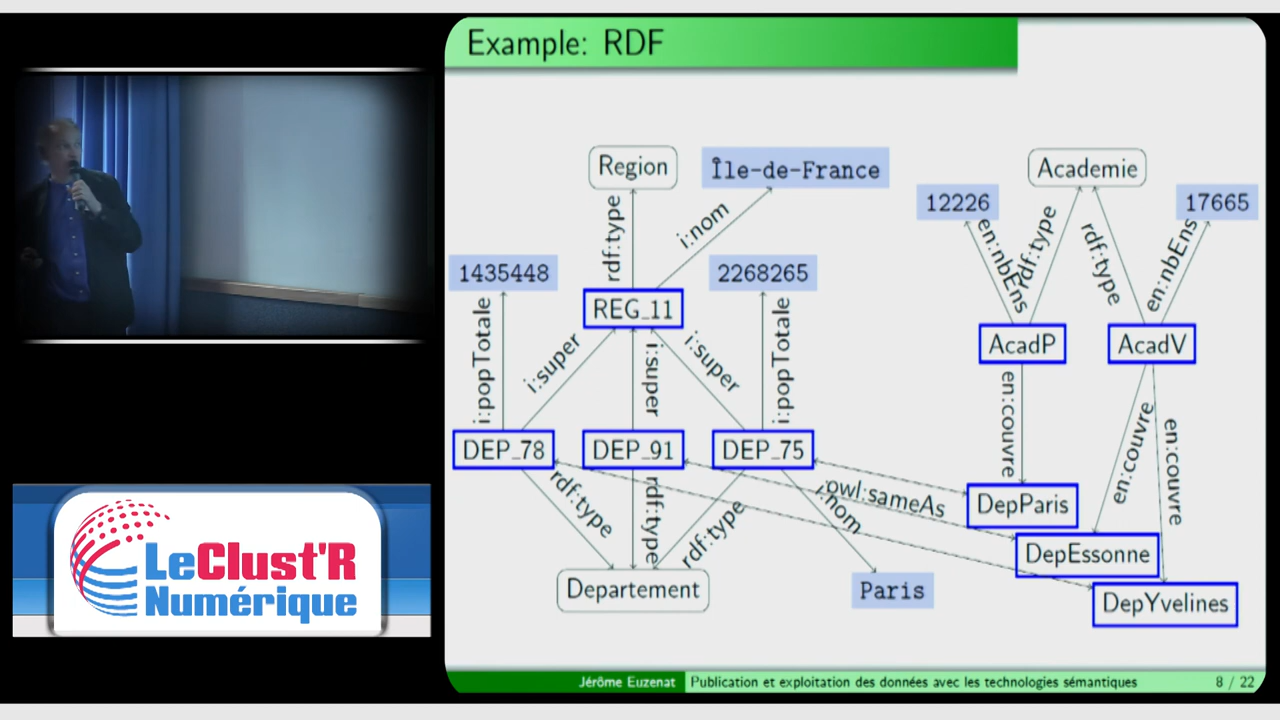 Example: RDF
Region
Île-de-France
Academie
12226
17665
rdf:type
i:nom
en:nbEns
rdf:type
rdf:type
en:nbEns
1435448
2268265
REG_11
AcadP
AcadV
i:popTotale
i:super
i:super
i:super
i:popTotale
en:couvre
en:couvre
en:couvre
DEP_78
DEP_91
DEP_75
owl:sameAs
DepParis
rdf:type
rdf:type
rdf:type
i:nom
DepEssonne
Departement
Paris
DepYvelines
LeClust'R
Numérique
Jérôme Euzenat
Publication et exploitation des données avec les technologies sémantiques
8 / 22